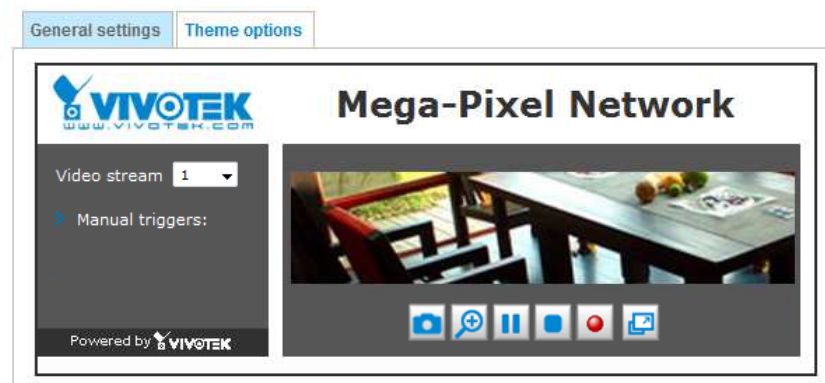 General settings
Theme options
VIVOTEK
www.vivotek.com
Mega-Pixel Network
Video stream 1
Manual triggers:
Powered by VIVOTEK